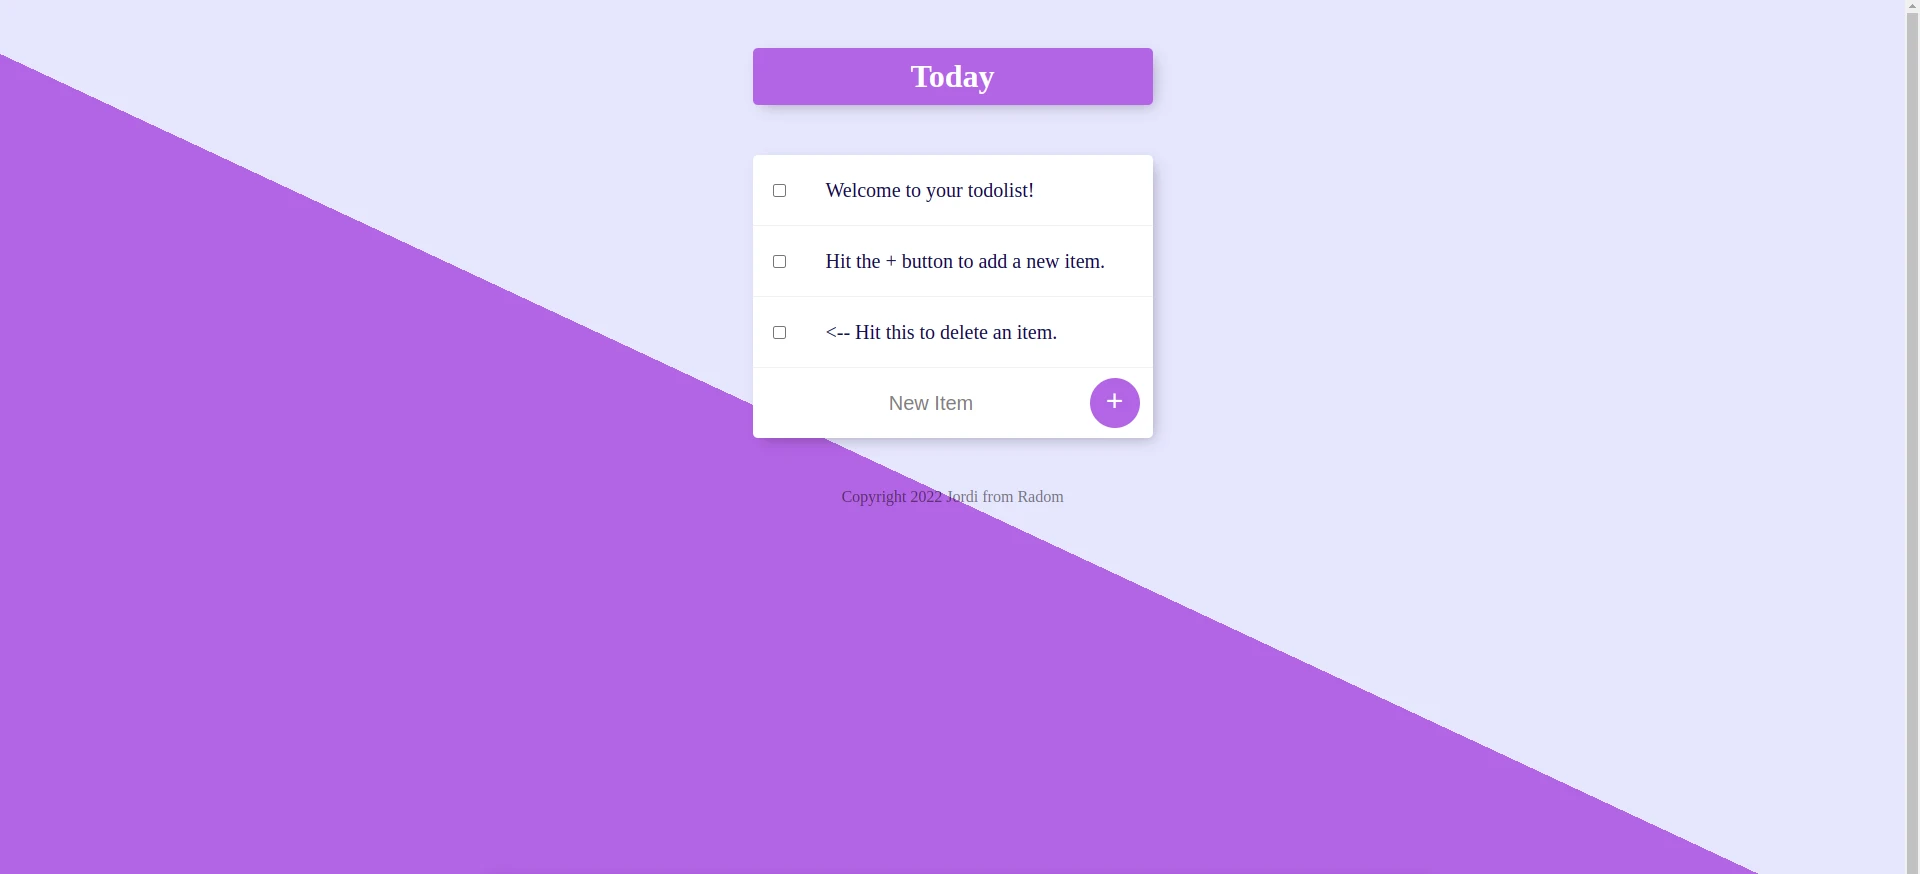 Today
Welcome to your todolist!
Hit the + button to add a new item.
<-- Hit this to delete an item.
New Item
+
Copyright 2022 Jordi from Radom